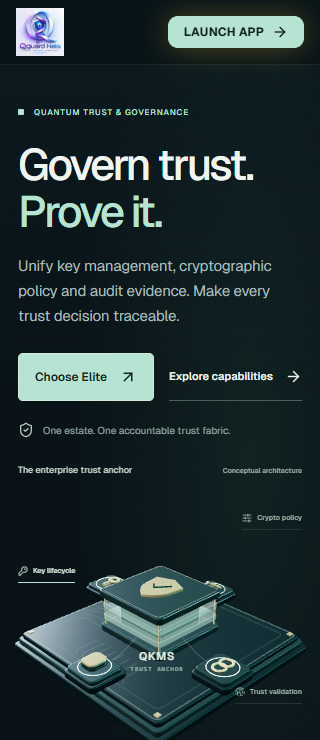 Qguard Helix
LAUNCH APP
QUANTUM TRUST & GOVERNANCE
Govern trust.
Prove it.
Unify key management, cryptographic
policy and audit evidence. Make every
trust decision traceable.
Choose Elite
Explore capabilities
One estate. One accountable trust fabric.
The enterprise trust anchor
Conceptual architecture
Crypto policy
Key lifecycle
QKMS
TRUST ANCHOR
Trust validation